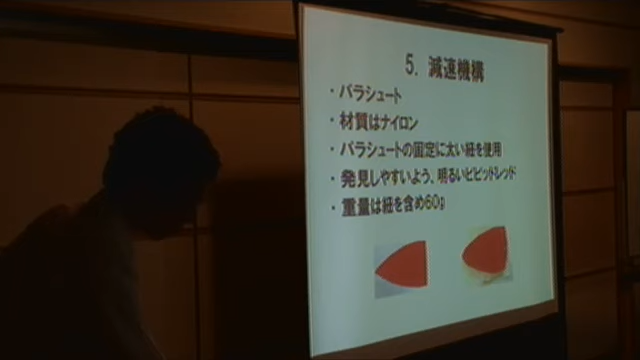 5. 減速機構
・パラシュート
・材質はナイロン
・パラシュートの固定に太い紐を使用
・発見しやすいよう、明るいビビッドレッド
・重量は紐を含め60g